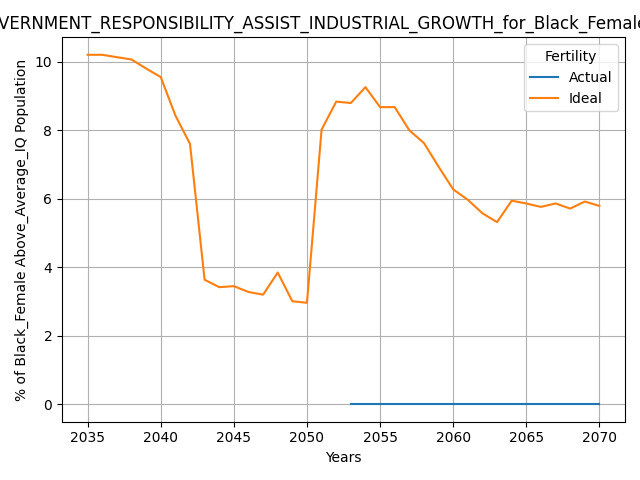 VERNMENT_RESPONSIBILITY_ASSIST_INDUSTRIAL_GROWTH_for_Black_Female
% of Black_Female Above_Average_IQ Population
Fertility
Actual
Ideal
10
8
6
4
2
0
2035 2040 2045 2050 2055 2060 2065 2070
Years